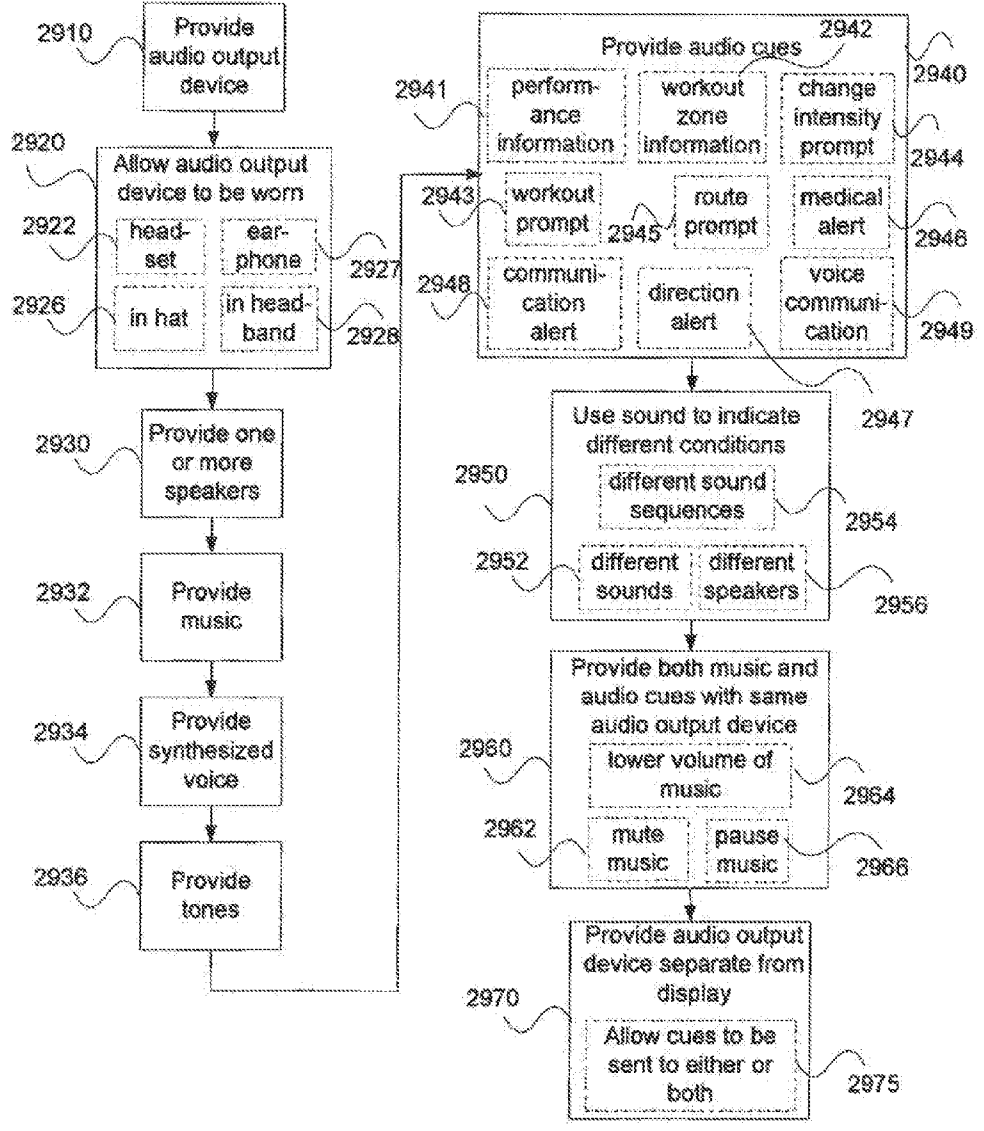 2910
Provide
audio output
device
2920
Allow audio output
device to be worn
2922
head-
set
ear-
phone
2927
2926
in hat
in head-
band
2928
2930
Provide one
or more
speakers
2932
Provide
music
2934
Provide
synthesized
voice
2936
Provide
tones
2940
Provide audio cues
2942
2941
perform-
ance
information
workout
zone
information
change
intensity
prompt
2944
2943
workout
prompt
2945
route
prompt
medical
alert
2946
2948
communi-
cation
alert
direction
alert
voice
communi-
cation
2949
2947
Use sound to indicate
different conditions
2950
different sound
sequences
2954
2952
different
sounds
different
speakers
2956
Provide both music and
audio cues with same
audio output device
2960
lower volume of
music
2964
2962
mute
music
pause
music
2966
Provide audio output
device separate from
display
2970
Allow cues to be
sent to either or
both
2975